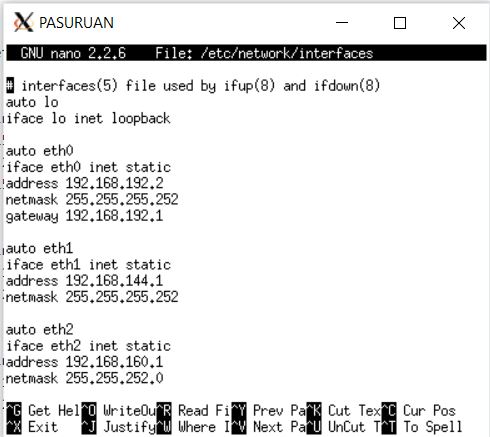 PASURUAN
GNU nano 2.2.6 File: /etc/network/interfaces
# interfaces(5) file used by ifup(8) and ifdown(8)
auto lo
iface lo inet loopback
auto eth0
iface eth0 inet static
address 192.168.192.2
netmask 255.255.255.252
gateway 192.168.192.1
auto eth1
iface eth1 inet static
address 192.168.144.1
netmask 255.255.255.252
auto eth2
iface eth2 inet static
address 192.168.160.1
netmask 255.255.252.0
^G Get Hel^O WriteOu^R Read Fi^Y Prev Pa^K Cut Tex^C Cur Pos
^X Exit ^J Justify^W Where I^V Next Pa^U UnCut T^T To Spell